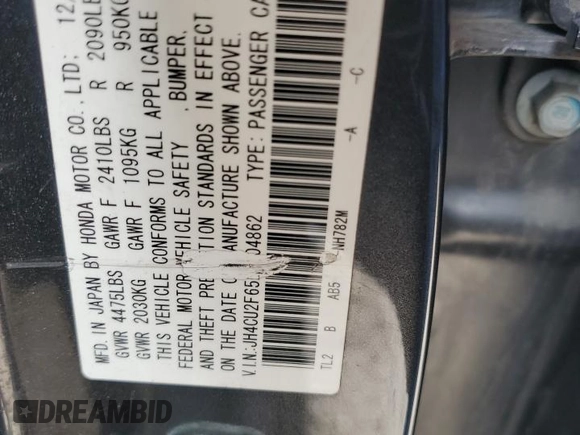 MFD. IN JAPAN BY HONDA MOTOR CO., LTD: 12
GVWR 4475LBS GAWR F 2410LBS R 2090LB
GVWR 2030KG GAWR F 1095KG R 950KG
THIS VEHICLE CONFORMS TO ALL APPLICABLE
FEDERAL MOTOR VEHICLE SAFETY , BUMPER,
AND THEFT PRE TION STANDARDS IN EFFECT
ON THE DATE O ANUFACTURE SHOWN ABOVE.
V.I.N.:JH4CU2F65 04862 TYPE: PASSENGER CA
TL2 B AB5 NH782M -A -C
DREAMBID